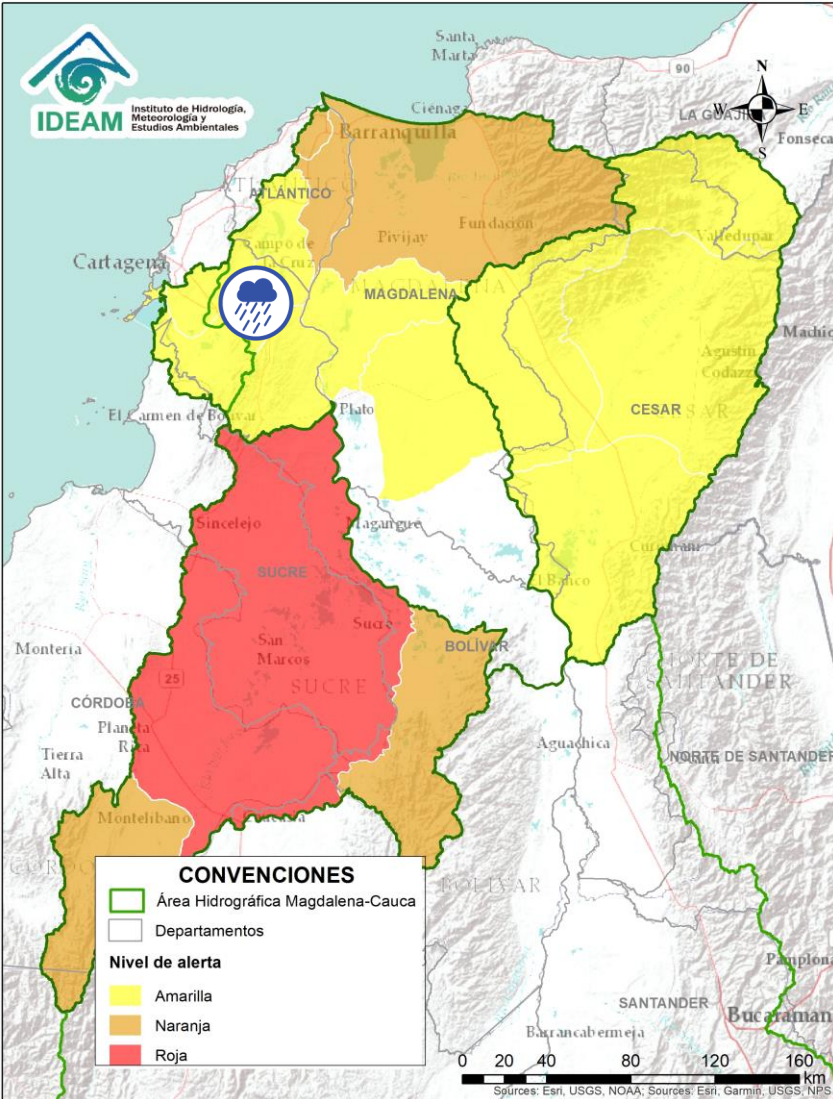 IDEAM
Instituto de Hidrología,
Meteorología y
Estudios Ambientales
Santa
Marta
90
N
W
E
S
LA GUAJIR
Fonseca
Ciénaga
Barranquilla
ATLÁNTICO
Campo de
la Cruz
Pivijay
Fundación
Valledupar
Cartagena
MAGDALENA
MAGDALENA
Agustín
Codazzi
CESAR
El Carmen de Bolívar
Plato
Sincelejo
Magangué
SUCRE
Curumaní
El Banco
Sucre
San
Marcos
BOLÍVAR
SUCRE
Montería
25
CÓRDOBA
Planeta
Rica
Tierra
Alta
NORTE DE
SANTANDER
Aguachica
NORTE DE SANTANDER
Montelíbano
BOLÍVAR
CONVENCIONES
Área Hidrográfica Magdalena-Cauca
Departamentos
Nivel de alerta
Amarilla
Naranja
Roja
Pamplona
SANTANDER
Bucaraman
Barrancabermeja
0 20 40 80 120 160
km
Sources: Esri, USGS, NOAA; Sources: Esri, Garmin, USGS, NPS